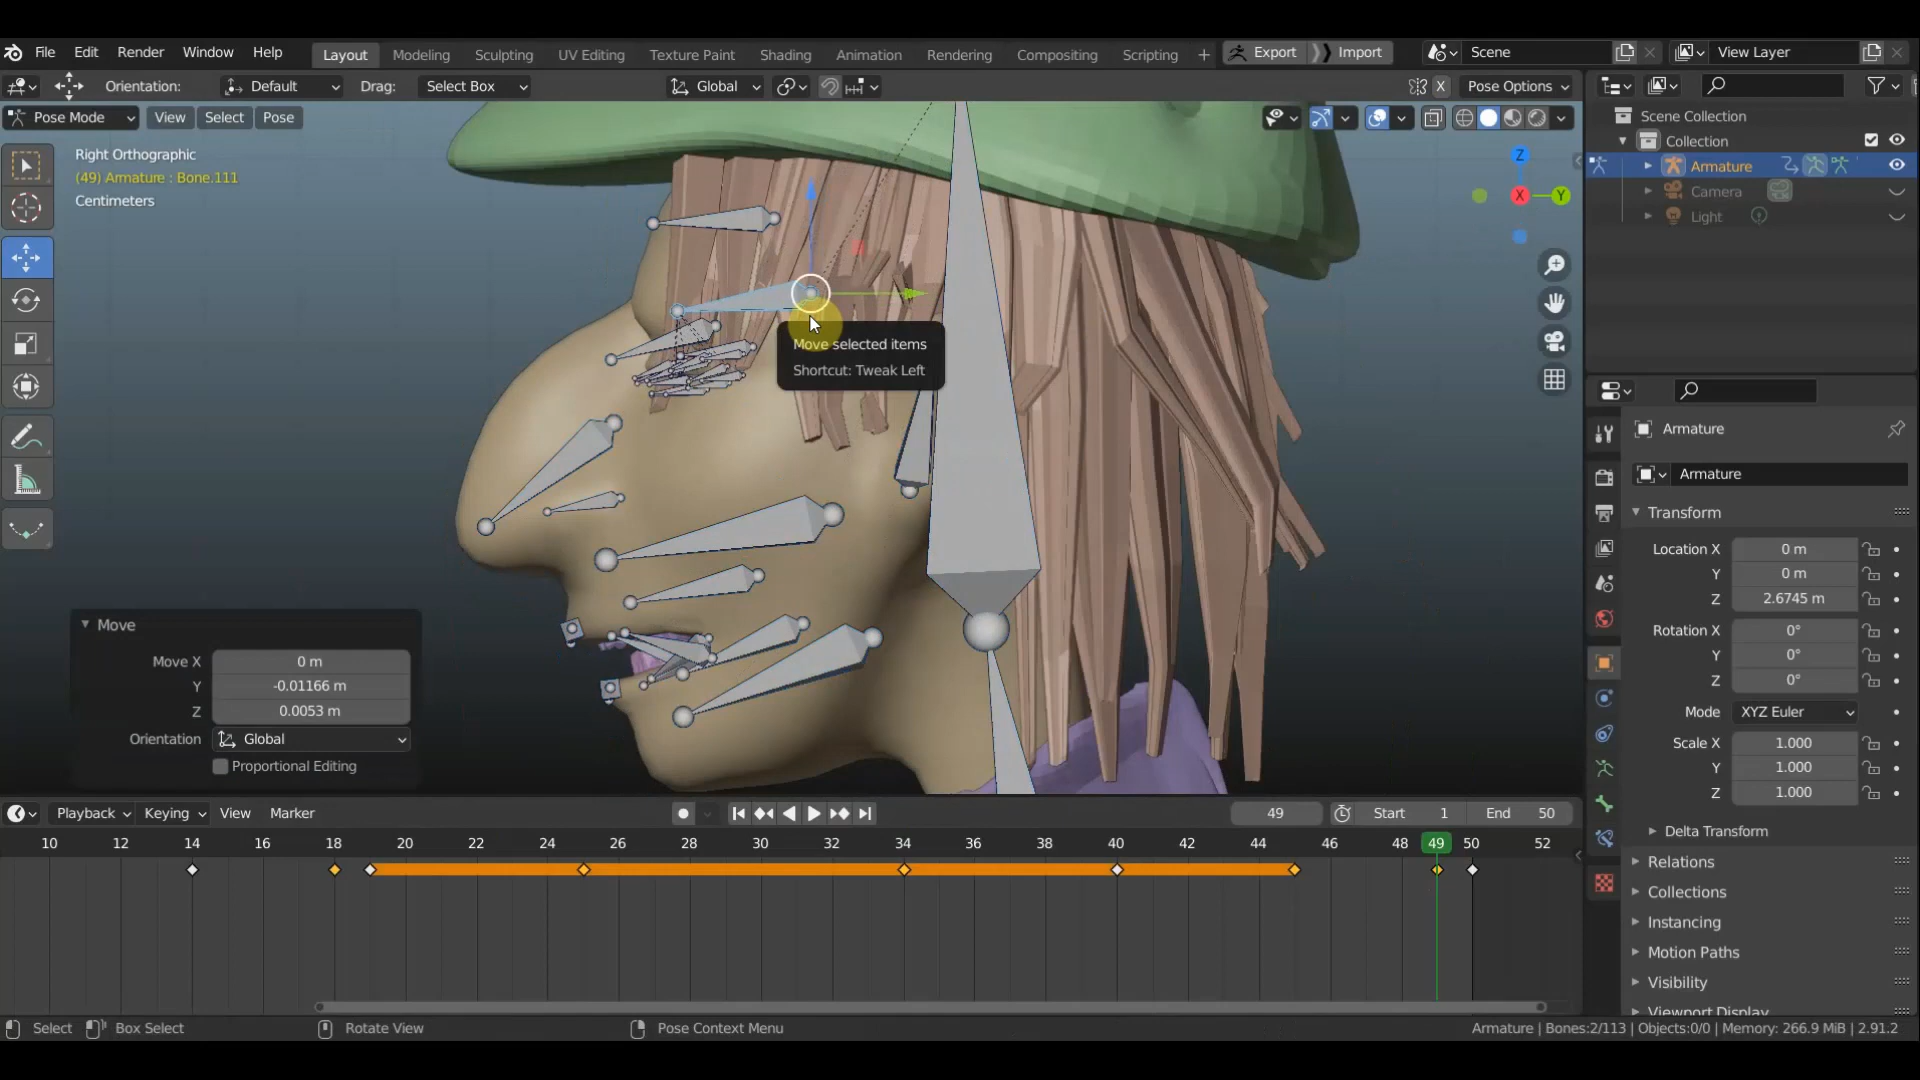 File Edit Render Window Help Layout Modeling Sculpting UV Editing Texture Paint Shading Animation Rendering Compositing Scripting + Export Import Scene View Layer
Orientation: Default Drag: Select Box Global X Pose Options
Pose Mode View Select Pose
Scene Collection
Collection
Armature
Camera
Light
Right Orthographic
(49) Armature : Bone.111
Centimeters
Z
X
Y
Move selected items
Shortcut: Tweak Left
Armature
Armature
Transform
Location X 0 m
Y 0 m
Z 2.6745 m
Rotation X 0°
Y 0°
Z 0°
Mode XYZ Euler
Scale X 1.000
Y 1.000
Z 1.000
Delta Transform
Relations
Collections
Instancing
Motion Paths
Visibility
Viewport Display
Move
Move X 0 m
Y -0.01166 m
Z 0.0053 m
Orientation Global
Proportional Editing
Playback Keying View Marker 49 Start 1 End 50
10 12 14 16 18 20 22 24 26 28 30 32 34 36 38 40 42 44 46 48 49 50 52
Select Box Select Rotate View Pose Context Menu Armature | Bones:2/113 | Objects:0/0 | Memory: 266.9 MiB | 2.91.2